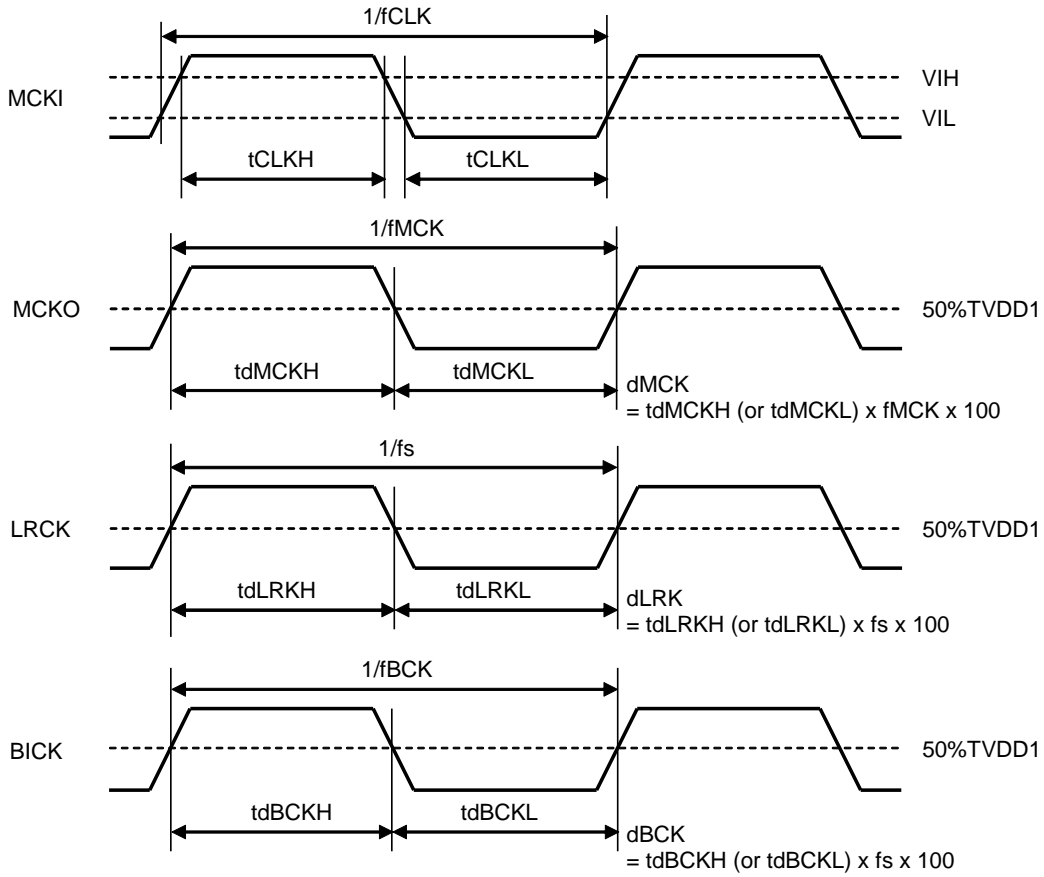 1/fCLK
MCKI
VIH
VIL
tCLKH
tCLKL
1/fMCK
MCKO
50%TVDD1
tdMCKH
tdMCKL
dMCK
= tdMCKH (or tdMCKL) x fMCK x 100
1/fs
LRCK
50%TVDD1
tdLRKH
tdLRKL
dLRK
= tdLRKH (or tdLRKL) x fs x 100
1/fBCK
BICK
50%TVDD1
tdBCKH
tdBCKL
dBCK
= tdBCKH (or tdBCKL) x fs x 100